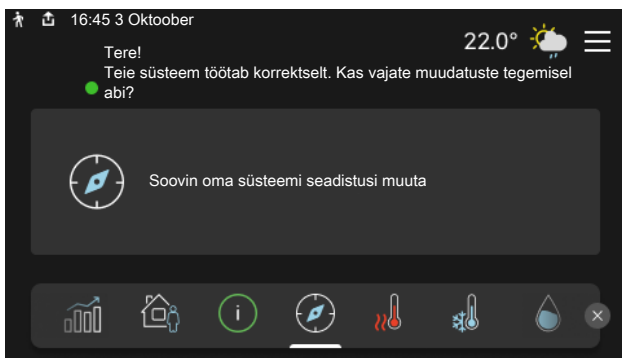 16:45 3 Oktoober
22.0°
Tere!
Teie süsteem töötab korrektselt. Kas vajate muudatuste tegemisel
abi?
Soovin oma süsteemi seadistusi muuta
i